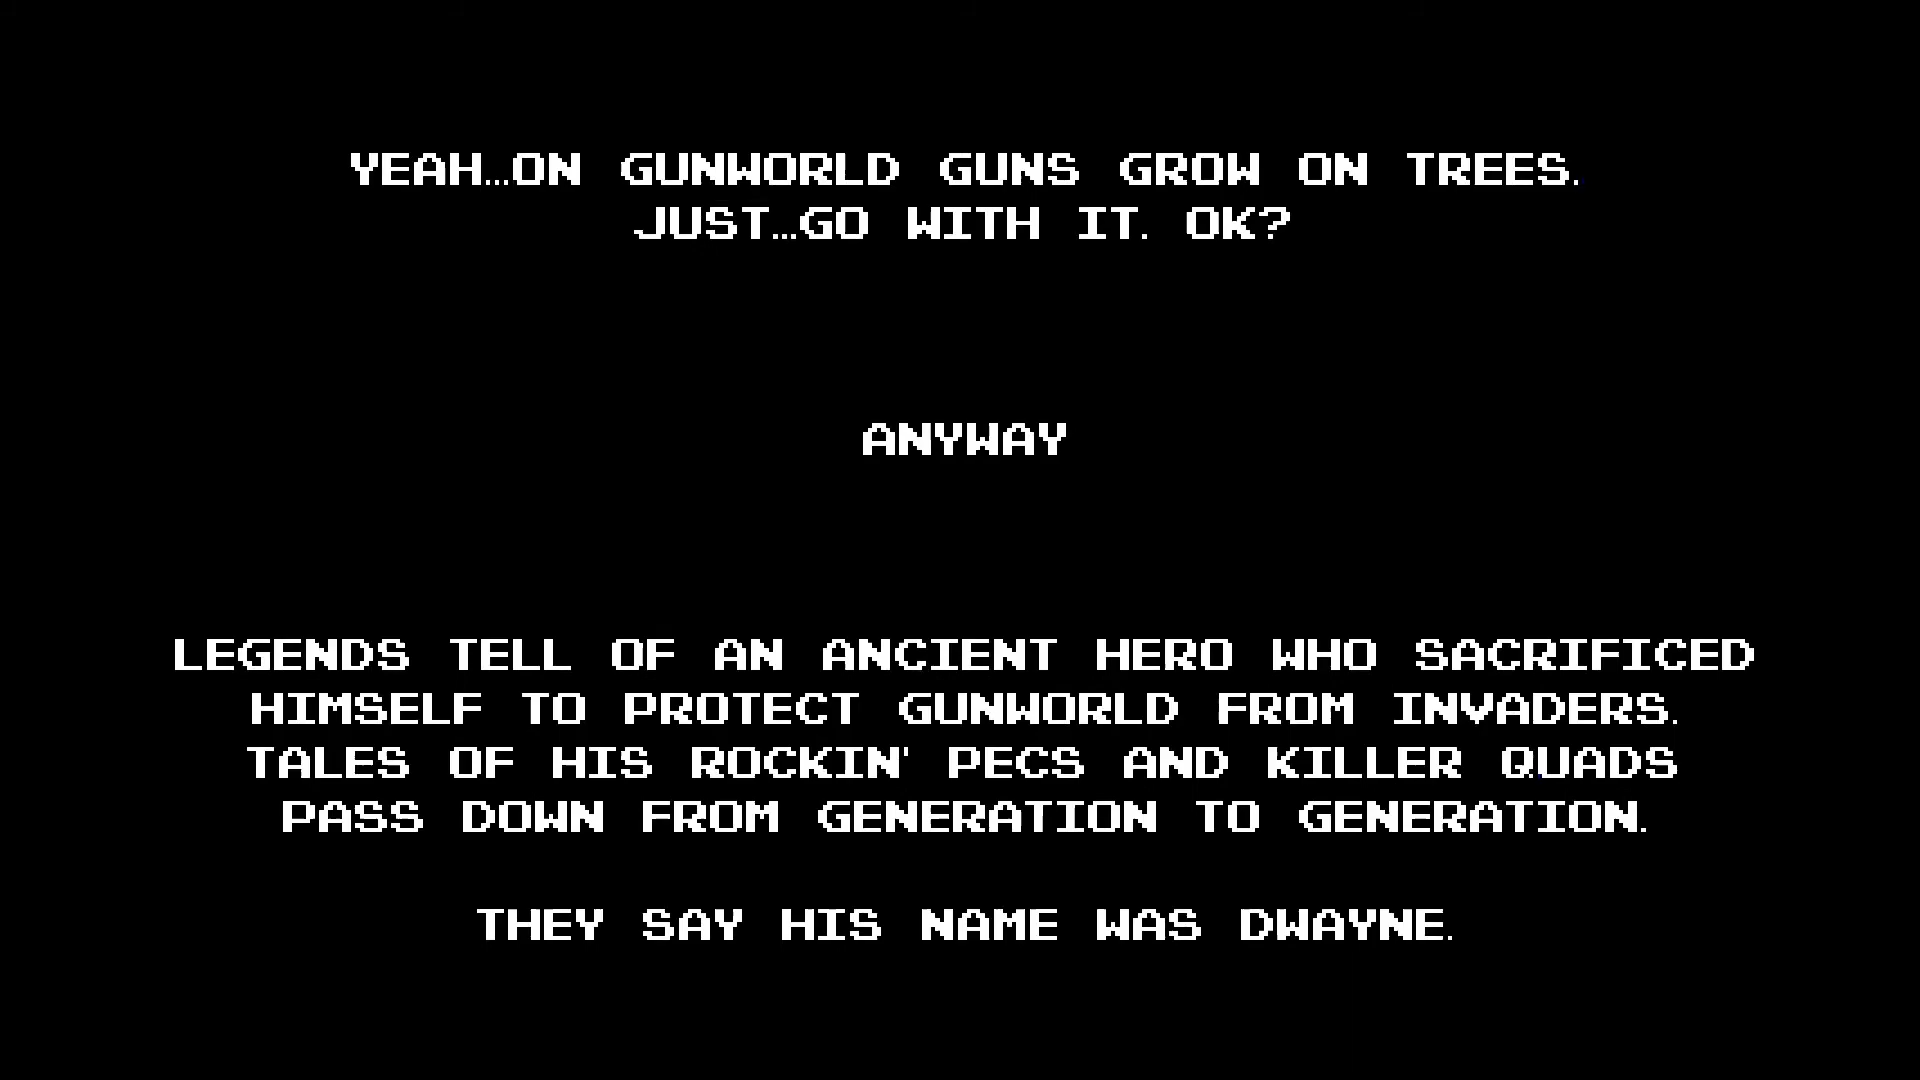 YEAH...ON GUNWORLD GUNS GROW ON TREES.
JUST...GO WITH IT. OK?
ANYWAY
LEGENDS TELL OF AN ANCIENT HERO WHO SACRIFICED
HIMSELF TO PROTECT GUNWORLD FROM INVADERS.
TALES OF HIS ROCKIN' PECS AND KILLER QUADS
PASS DOWN FROM GENERATION TO GENERATION.
THEY SAY HIS NAME WAS DWAYNE.